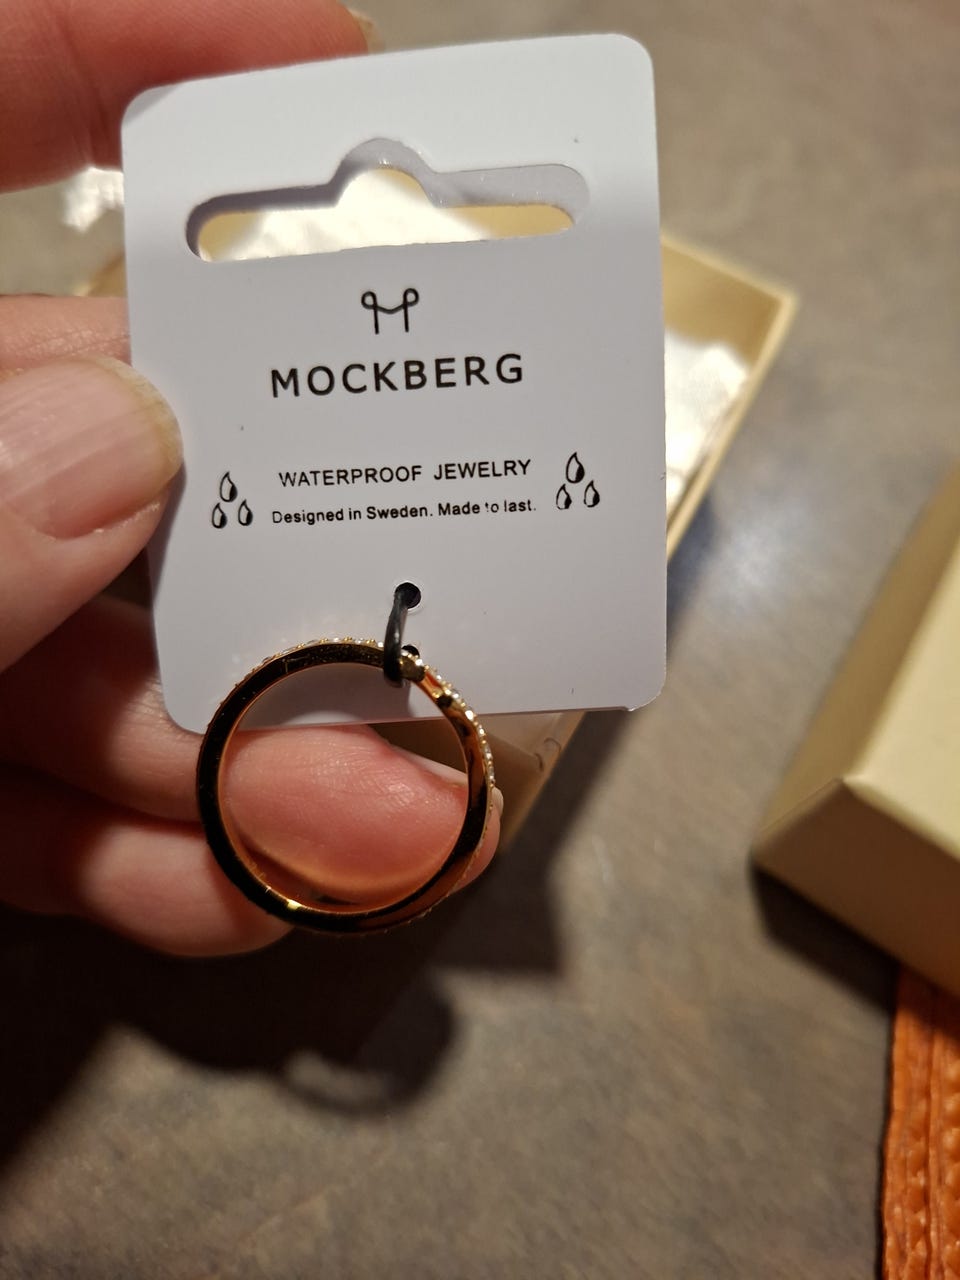 MOCKBERG
WATERPROOF JEWELRY
Designed in Sweden. Made to last.